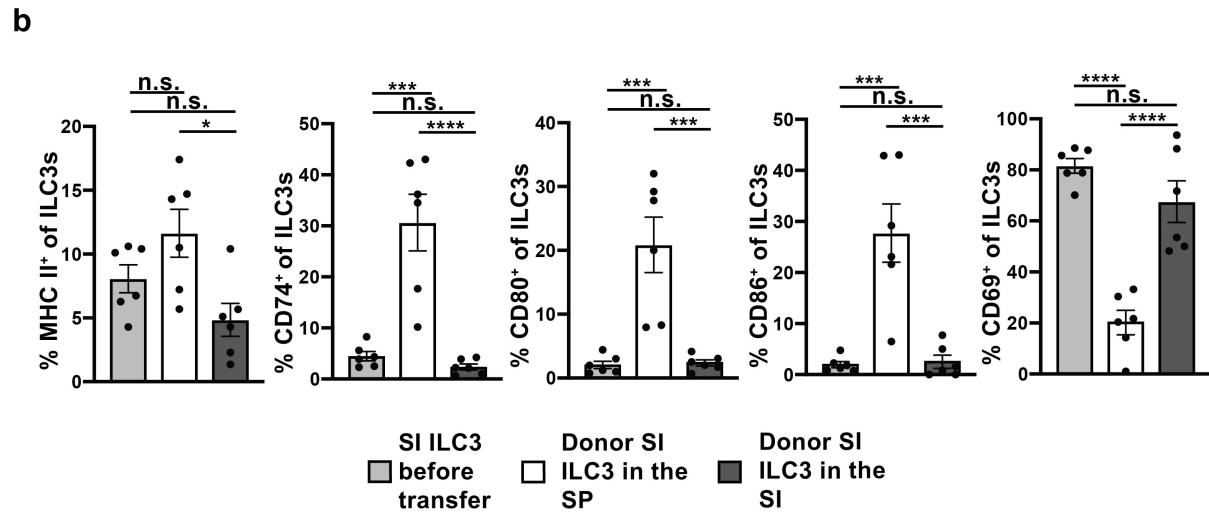 b
n.s.
n.s.
*
% MHC II⁺ of ILC3s
20
15
10
5
0
***
n.s.
****
% CD74⁺ of ILC3s
50
40
30
20
10
0
***
n.s.
***
% CD80⁺ of ILC3s
40
30
20
10
0
***
n.s.
***
% CD86⁺ of ILC3s
50
40
30
20
10
0
****
n.s.
****
% CD69⁺ of ILC3s
100
80
60
40
20
0
SI ILC3
before
transfer
Donor SI
ILC3 in the
SP
Donor SI
ILC3 in the
SI